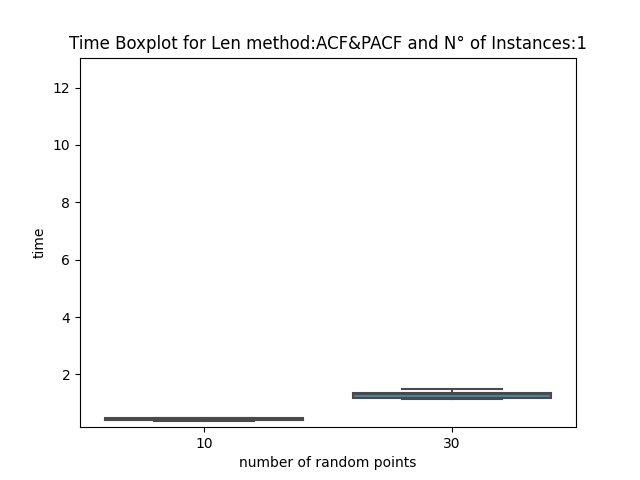 Time Boxplot for Len method:ACF&PACF and N° of Instances:1
12
10
8
6
4
2
time
10 30
number of random points